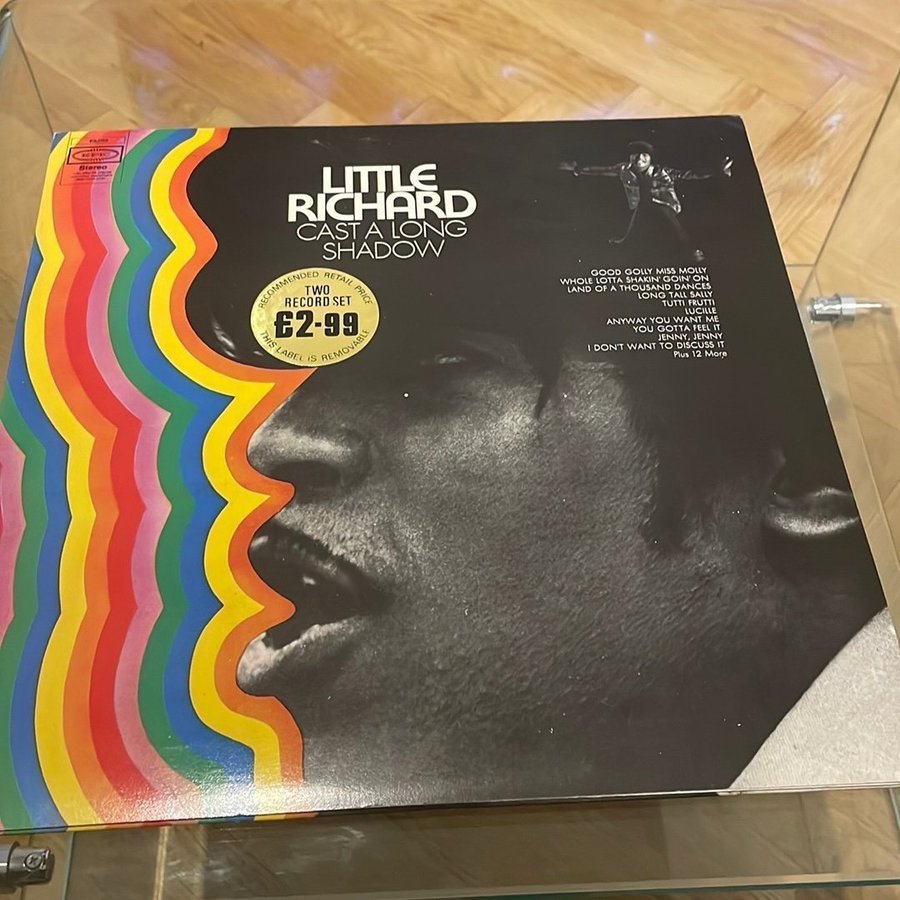 EPIC
Stereo
LITTLE
RICHARD
CAST A LONG
SHADOW
RECOMMENDED RETAIL PRICE
TWO
RECORD SET
£2-99
THIS LABEL IS REMOVABLE
GOOD GOLLY MISS MOLLY
WHOLE LOTTA SHAKIN' GOIN' ON
LAND OF A THOUSAND DANCES
LONG TALL SALLY
TUTTI FRUTTI
LUCILLE
ANYWAY YOU WANT ME
YOU GOTTA FEEL IT
JENNY, JENNY
I DON'T WANT TO DISCUSS IT
Plus 12 More